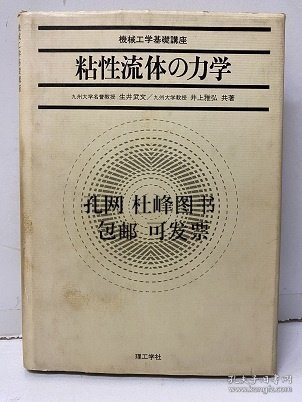 機械工学基礎講座
粘性流体の力学
九州大学名誉教授 生井武文/九州大学教授 井上雅弘 共著
孔网 杜峰图书
包邮 可发票
理工学社